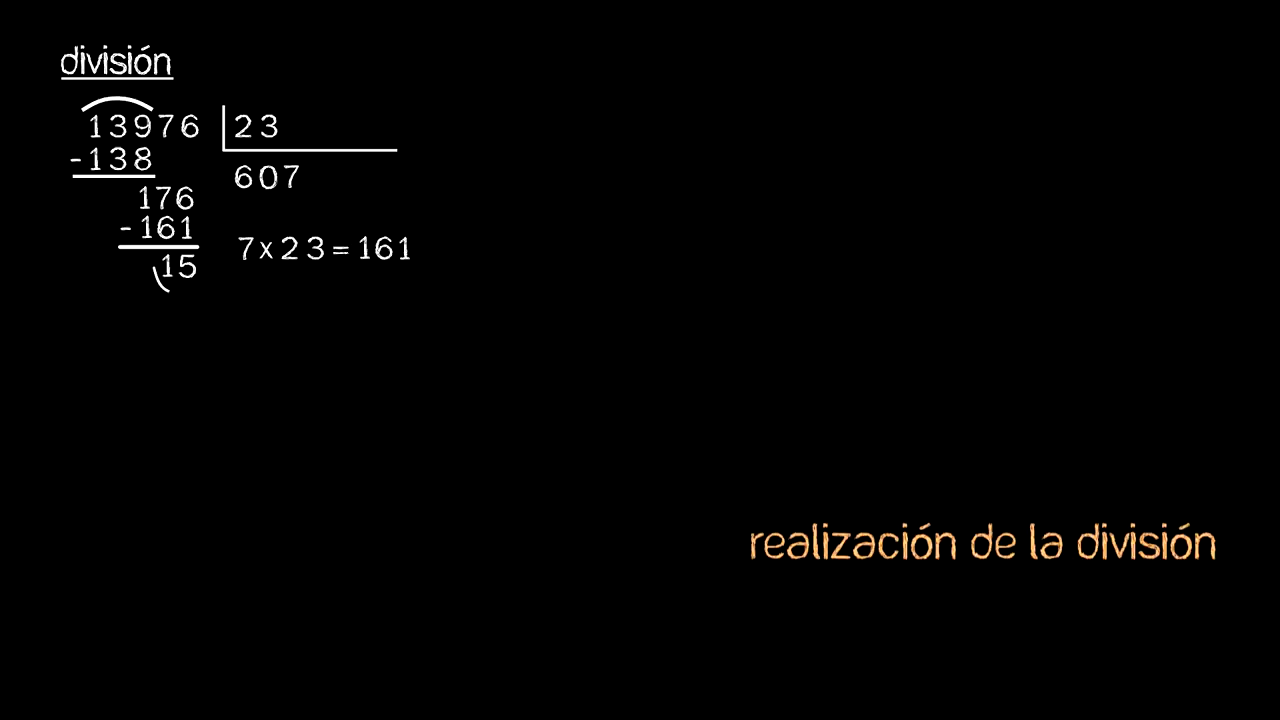 división
13976 23
-138 607
176
-161 7x23=161
15
realización de la división